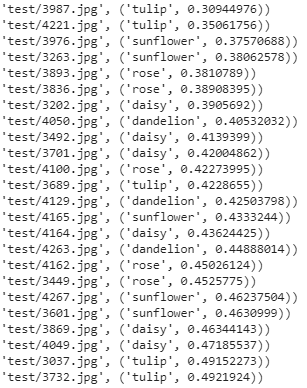 'test/3987.jpg', ('tulip', 0.30944976))
'test/4221.jpg', ('tulip', 0.35061756))
'test/3976.jpg', ('sunflower', 0.37570688))
'test/3263.jpg', ('sunflower', 0.38062578))
'test/3893.jpg', ('rose', 0.3810789))
'test/3836.jpg', ('rose', 0.38908395))
'test/3202.jpg', ('daisy', 0.3905692))
'test/4050.jpg', ('dandelion', 0.40532032))
'test/3492.jpg', ('daisy', 0.4139399))
'test/3701.jpg', ('daisy', 0.42004862))
'test/4100.jpg', ('rose', 0.42273995))
'test/3689.jpg', ('tulip', 0.4228655))
'test/4129.jpg', ('dandelion', 0.42503798))
'test/4165.jpg', ('sunflower', 0.4333244))
'test/4164.jpg', ('daisy', 0.43624425))
'test/4263.jpg', ('dandelion', 0.44888014))
'test/4162.jpg', ('rose', 0.45026124))
'test/3449.jpg', ('rose', 0.4525775))
'test/4267.jpg', ('sunflower', 0.46237504))
'test/3601.jpg', ('sunflower', 0.4630999))
'test/3869.jpg', ('daisy', 0.46344143))
'test/4049.jpg', ('daisy', 0.47185537))
'test/3037.jpg', ('tulip', 0.49152273))
'test/3732.jpg', ('tulip', 0.4921924))